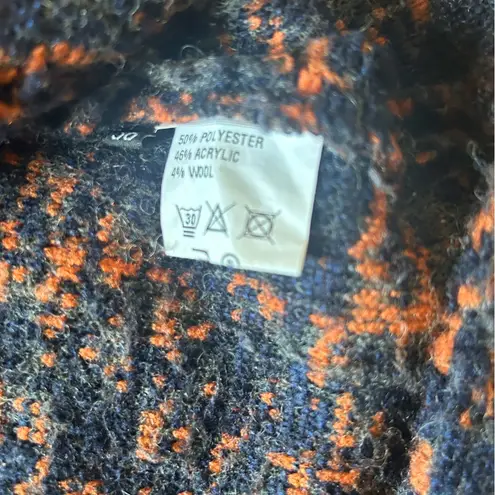 50% POLYESTER
46% ACRYLIC
4% WOOL
30